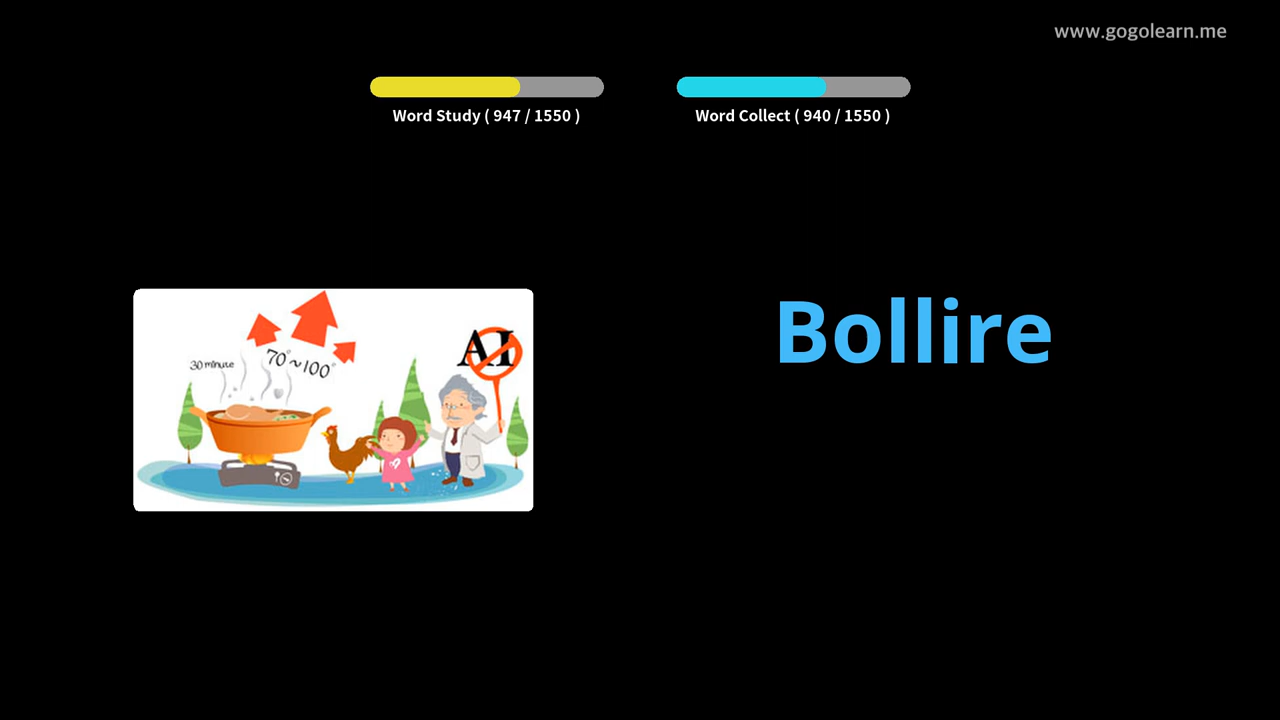 www.gogolearn.me
Word Study ( 947 / 1550 )
Word Collect ( 940 / 1550 )
Bollire
30 minute
70°~100°
AI